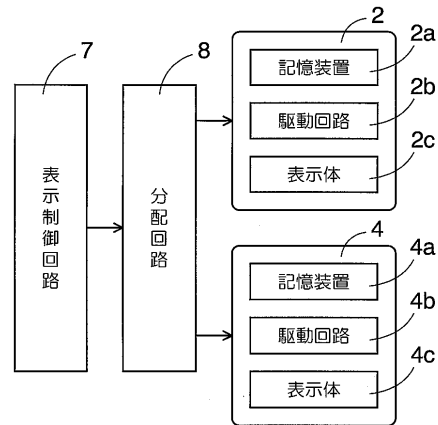 7
表示制御回路
8
分配回路
2
記憶装置
2a
駆動回路
2b
表示体
2c
4
記憶装置
4a
駆動回路
4b
表示体
4c